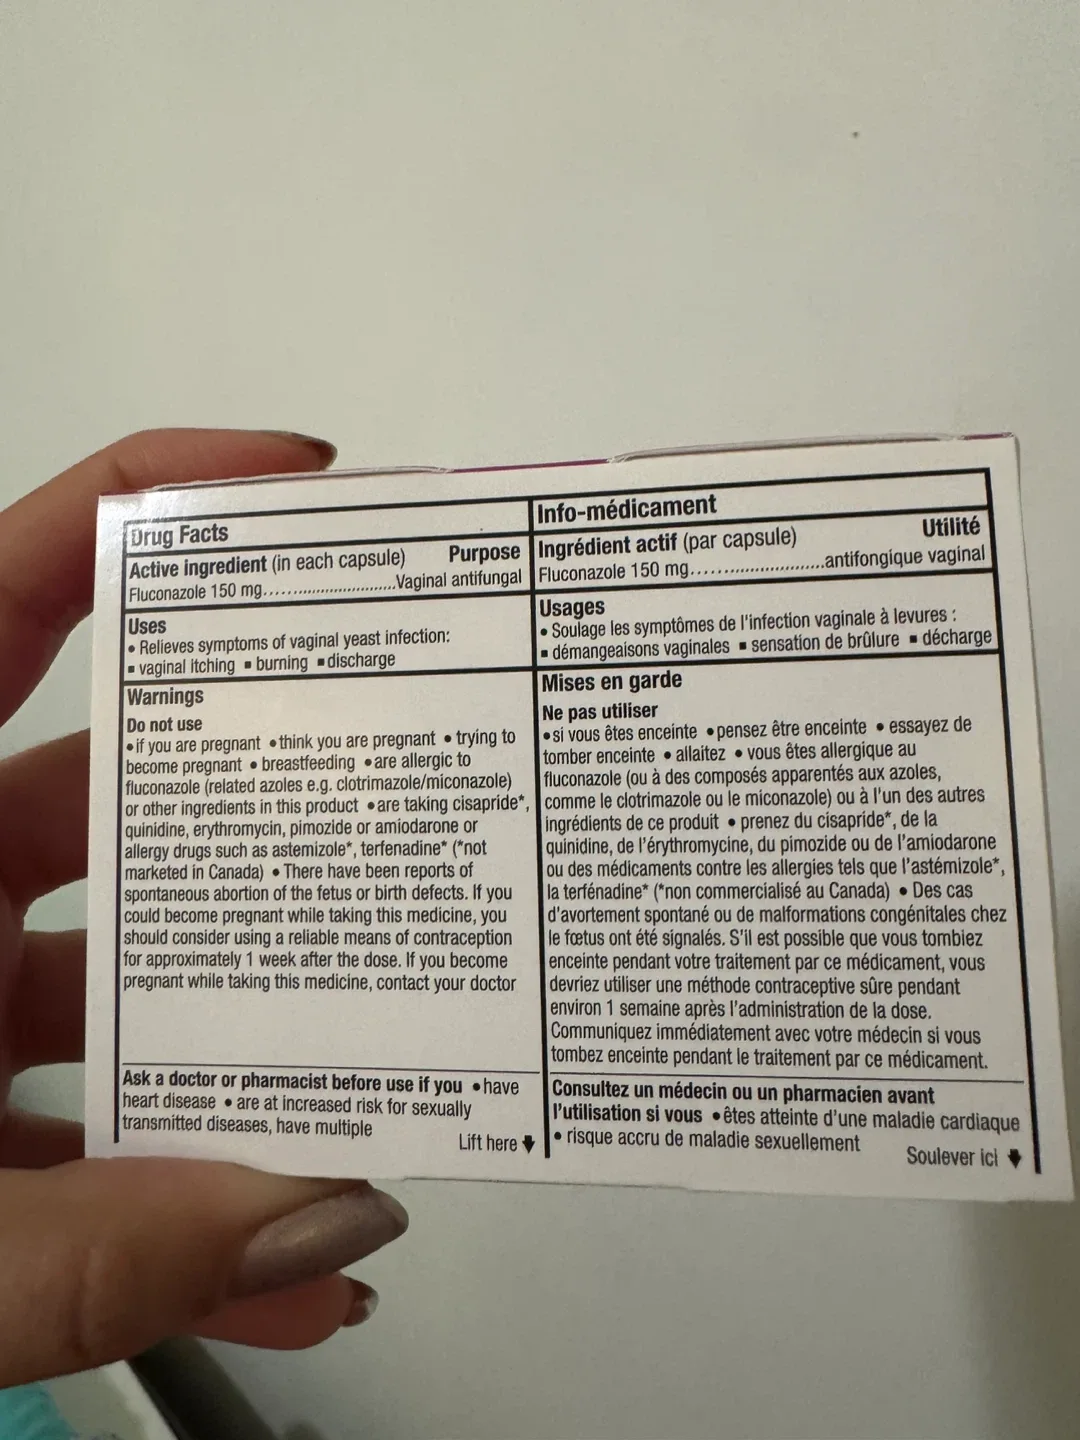 Drug Facts
Active ingredient (in each capsule) Purpose
Fluconazole 150 mg..............................Vaginal antifungal
Uses
• Relieves symptoms of vaginal yeast infection:
▪ vaginal itching ▪ burning ▪ discharge
Warnings
Do not use
• if you are pregnant • think you are pregnant • trying to
become pregnant • breastfeeding • are allergic to
fluconazole (related azoles e.g. clotrimazole/miconazole)
or other ingredients in this product • are taking cisapride*,
quinidine, erythromycin, pimozide or amiodarone or
allergy drugs such as astemizole*, terfenadine* (*not
marketed in Canada) • There have been reports of
spontaneous abortion of the fetus or birth defects. If you
could become pregnant while taking this medicine, you
should consider using a reliable means of contraception
for approximately 1 week after the dose. If you become
pregnant while taking this medicine, contact your doctor
Ask a doctor or pharmacist before use if you • have
heart disease • are at increased risk for sexually
transmitted diseases, have multiple
Lift here ⬇
Info-médicament
Ingrédient actif (par capsule) Utilité
Fluconazole 150 mg..............................antifongique vaginal
Usages
• Soulage les symptômes de l'infection vaginale à levures :
▪ démangeaisons vaginales ▪ sensation de brûlure ▪ décharge
Mises en garde
Ne pas utiliser
• si vous êtes enceinte • pensez être enceinte • essayez de
tomber enceinte • allaitez • vous êtes allergique au
fluconazole (ou à des composés apparentés aux azoles,
comme le clotrimazole ou le miconazole) ou à l'un des autres
ingrédients de ce produit • prenez du cisapride*, de la
quinidine, de l'érythromycine, du pimozide ou de l'amiodarone
ou des médicaments contre les allergies tels que l'astémizole*,
la terfénadine* (*non commercialisé au Canada) • Des cas
d'avortement spontané ou de malformations congénitales chez
le fœtus ont été signalés. S'il est possible que vous tombiez
enceinte pendant votre traitement par ce médicament, vous
devriez utiliser une méthode contraceptive sûre pendant
environ 1 semaine après l'administration de la dose.
Communiquez immédiatement avec votre médecin si vous
tombez enceinte pendant le traitement par ce médicament.
Consultez un médecin ou un pharmacien avant
l'utilisation si vous • êtes atteinte d'une maladie cardiaque
• risque accru de maladie sexuellement
Soulever ici ⬇